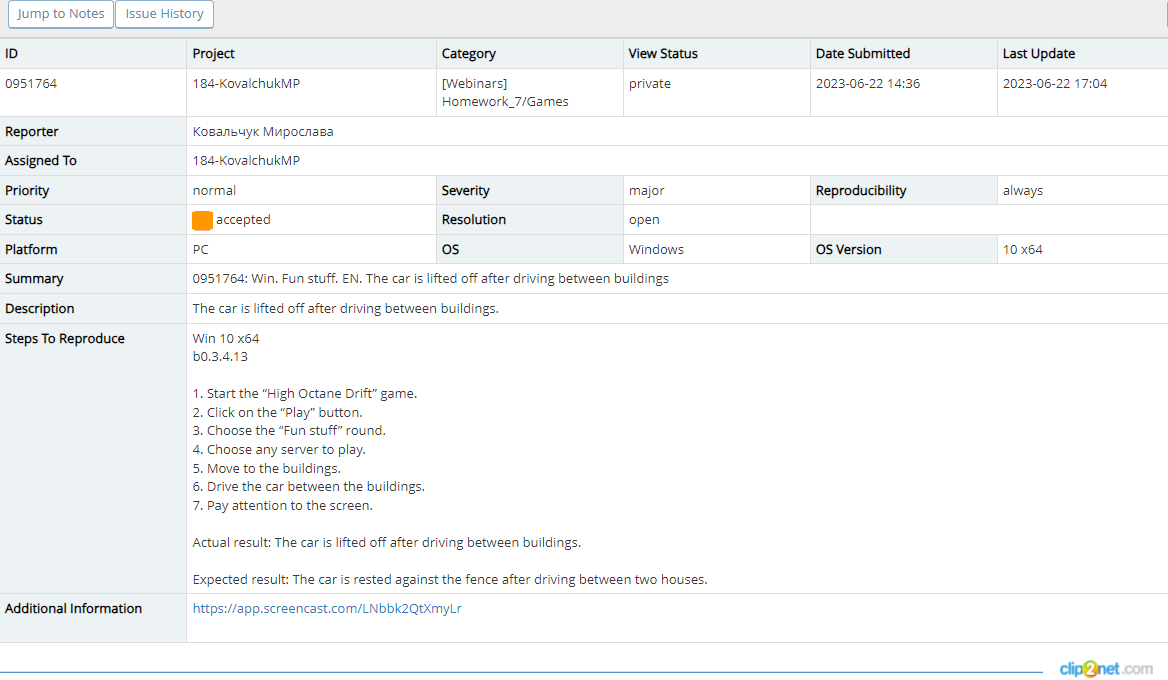 Jump to Notes Issue History
ID Project Category View Status Date Submitted Last Update
0951764 184-KovalchukMP [Webinars] private 2023-06-22 14:36 2023-06-22 17:04
Homework_7/Games
Reporter Ковальчук Мирослава
Assigned To 184-KovalchukMP
Priority normal Severity major Reproducibility always
Status accepted Resolution open
Platform PC OS Windows OS Version 10 x64
Summary 0951764: Win. Fun stuff. EN. The car is lifted off after driving between buildings
Description The car is lifted off after driving between buildings.
Steps To Reproduce Win 10 x64
b0.3.4.13
1. Start the “High Octane Drift” game.
2. Click on the “Play” button.
3. Choose the “Fun stuff” round.
4. Choose any server to play.
5. Move to the buildings.
6. Drive the car between the buildings.
7. Pay attention to the screen.
Actual result: The car is lifted off after driving between buildings.
Expected result: The car is rested against the fence after driving between two houses.
Additional Information https://app.screencast.com/LNbbk2QtXmyLr
clip2net.com